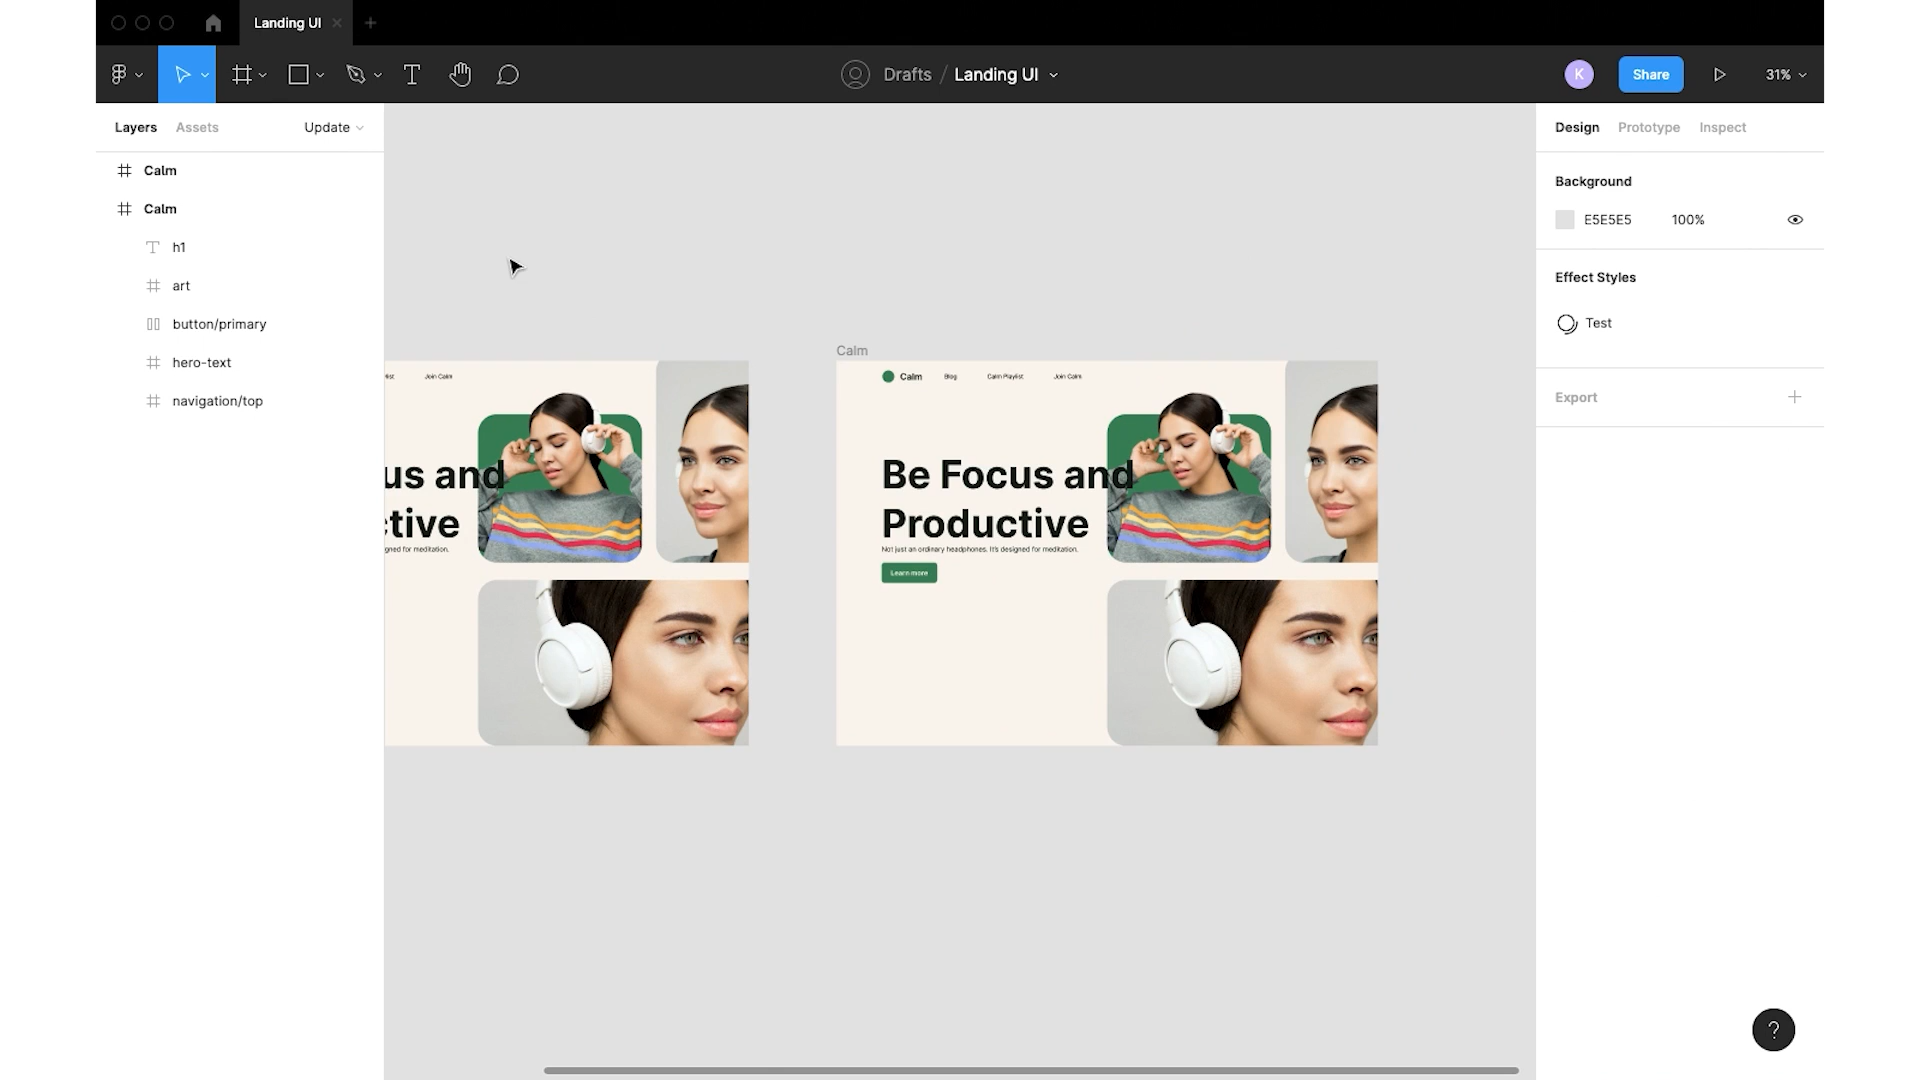 Landing UI
Drafts / Landing UI
K
Share
31%
Layers
Assets
Update
Calm
Calm
h1
art
button/primary
hero-text
navigation/top
Join Calm
us and
ctive
gned for meditation.
Calm
Calm
Blog
Calm Playlist
Join Calm
Be Focus and
Productive
Not just an ordinary headphones. It's designed for meditation.
Learn more
Design
Prototype
Inspect
Background
E5E5E5
100%
Effect Styles
Test
Export
?